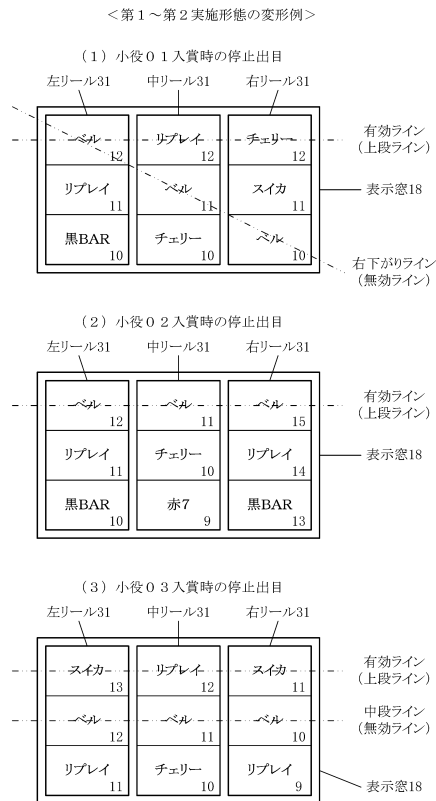 ＜第１～第２実施形態の変形例＞
（１）小役０１入賞時の停止出目
左リール31 中リール31 右リール31
ベル リプレイ チェリー
12 12 12
リプレイ ベル スイカ
11 11 11
黒BAR チェリー ベル
10 10 10
有効ライン
（上段ライン）
表示窓18
右下がりライン
（無効ライン）
（２）小役０２入賞時の停止出目
左リール31 中リール31 右リール31
ベル ベル ベル
12 11 15
リプレイ チェリー リプレイ
11 10 14
黒BAR 赤7 黒BAR
10 9 13
有効ライン
（上段ライン）
表示窓18
（３）小役０３入賞時の停止出目
左リール31 中リール31 右リール31
スイカ リプレイ スイカ
13 12 11
ベル ベル ベル
12 11 10
リプレイ チェリー リプレイ
11 10 9
有効ライン
（上段ライン）
中段ライン
（無効ライン）
表示窓18